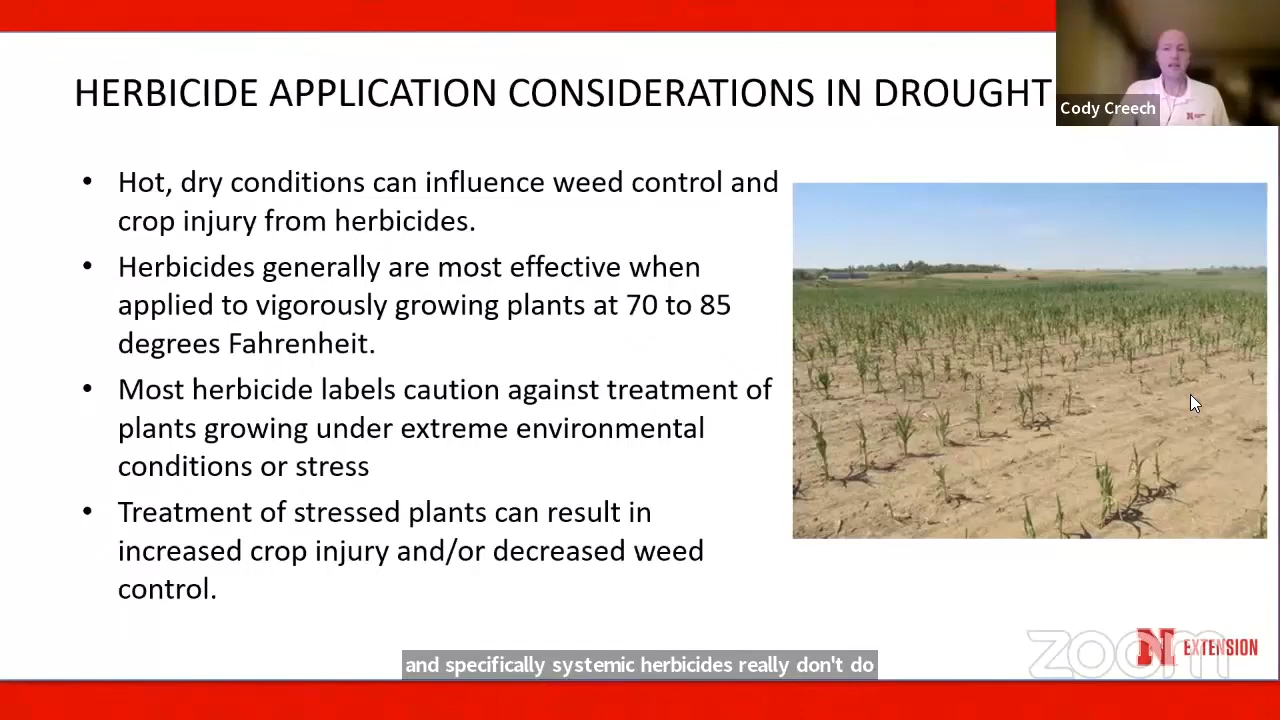 HERBICIDE APPLICATION CONSIDERATIONS IN DROUGHT
Cody Creech
• Hot, dry conditions can influence weed control and
crop injury from herbicides.
• Herbicides generally are most effective when
applied to vigorously growing plants at 70 to 85
degrees Fahrenheit.
• Most herbicide labels caution against treatment of
plants growing under extreme environmental
conditions or stress
• Treatment of stressed plants can result in
increased crop injury and/or decreased weed
control.
zoom
N EXTENSION
and specifically systemic herbicides really don't do